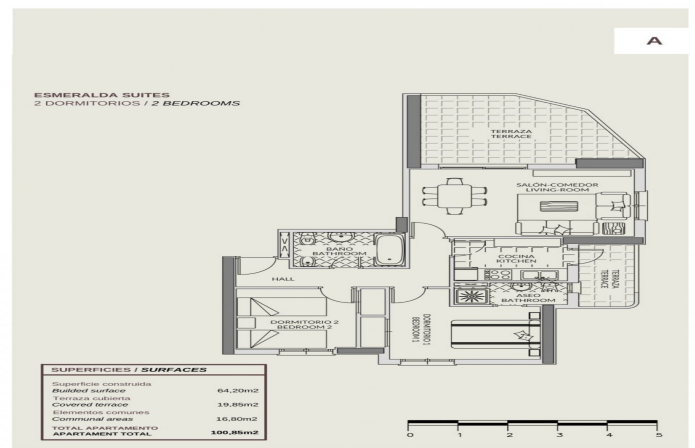 A
ESMERALDA SUITES
2 DORMITORIOS / 2 BEDROOMS
TERRAZA
TERRACE
SALÓN-COMEDOR
LIVING-ROOM
BAÑO
BATHROOM
COCINA
KITCHEN
TERRAZA
TERRACE
HALL
ASEO
BATHROOM
DORMITORIO 2
BEDROOM 2
DORMITORIO 1
BEDROOM 1
SUPERFICIES / SURFACES
Superficie construida
Builded surface 64,20m2
Terraza cubierta
Covered terrace 19,85m2
Elementos comunes
Communal areas 16,80m2
TOTAL APARTAMENTO
APARTAMENT TOTAL 100,85m2
0 1 2 3 4 5